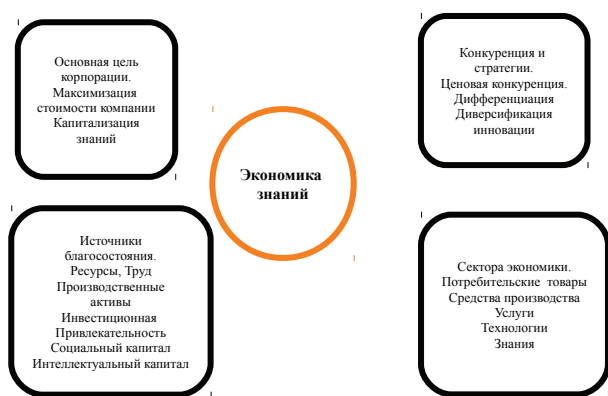 Основная цель
корпорации.
Максимизация
стоимости компании
Капитализация
знаний
Конкуренция и
стратегии.
Ценовая конкуренция.
Дифференциация
Диверсификация
инновации
Экономика
знаний
Источники
благосостояния.
Ресурсы, Труд
Производственные
активы
Инвестиционная
Привлекательность
Социальный капитал
Интеллектуальный капитал
Сектора экономики.
Потребительские товары
Средства производства
Услуги
Технологии
Знания